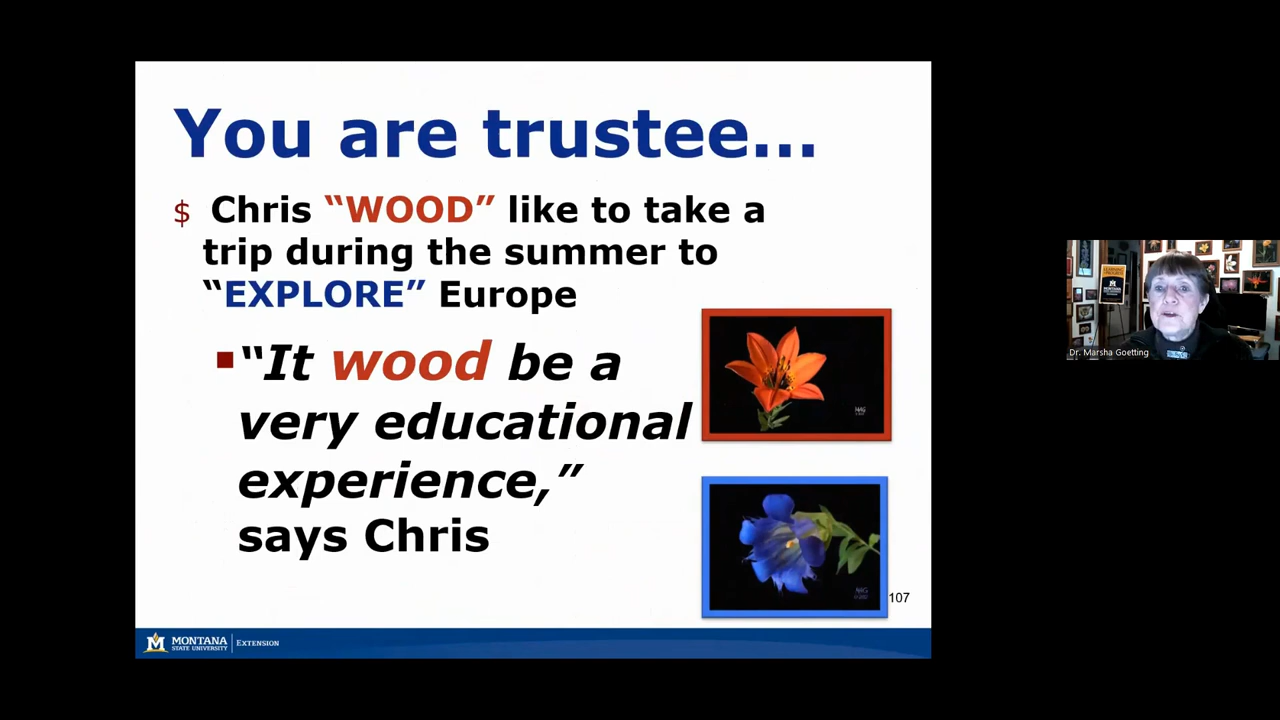 You are trustee...
$ Chris “WOOD” like to take a
trip during the summer to
“EXPLORE” Europe
“It wood be a
very educational
experience,”
says Chris
107
M MONTANA
STATE UNIVERSITY
EXTENSION
MONTANA
Dr. Marsha Goetting